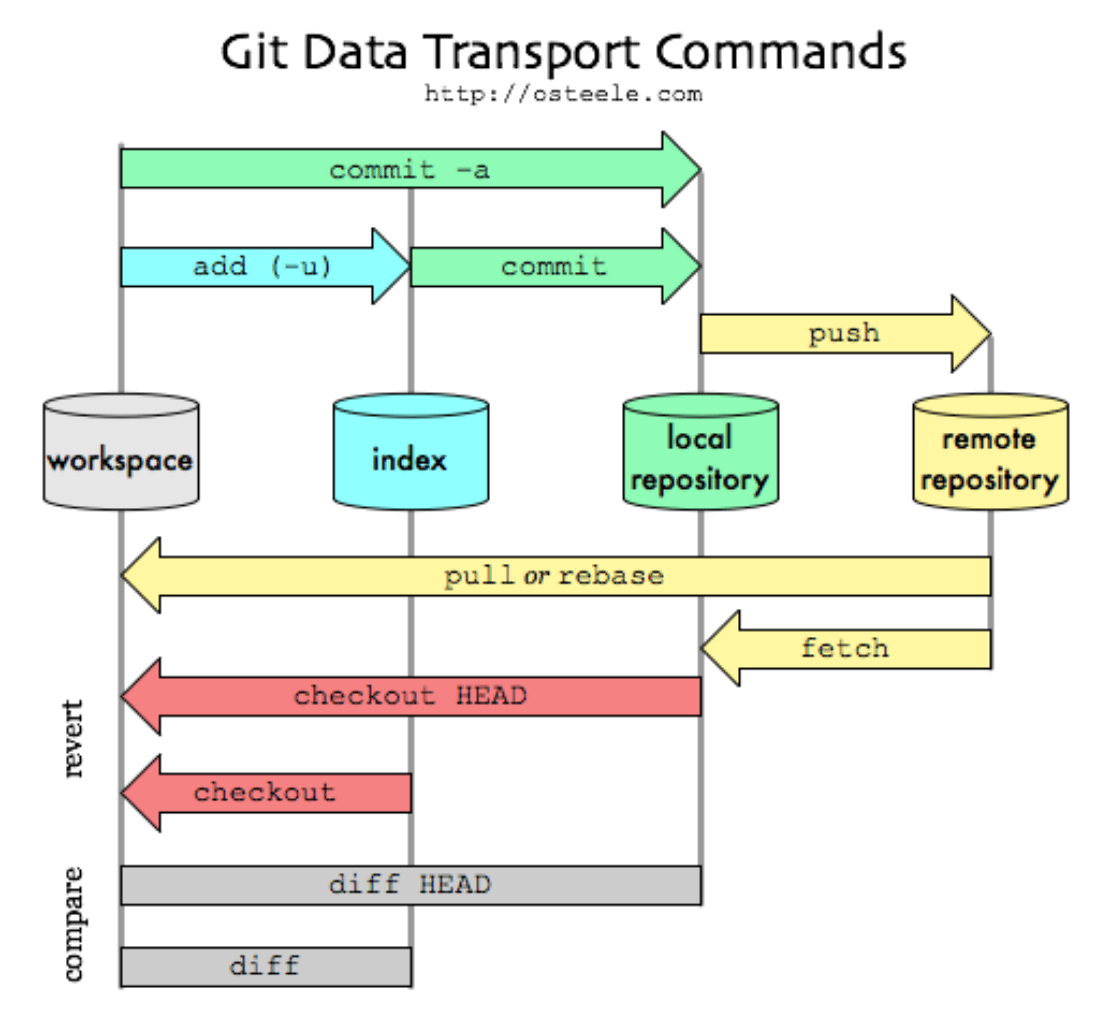 Git Data Transport Commands
http://osteele.com
commit -a
add (-u)
commit
push
workspace
index
local
repository
remote
repository
pull or rebase
fetch
revert
checkout HEAD
checkout
compare
diff HEAD
diff